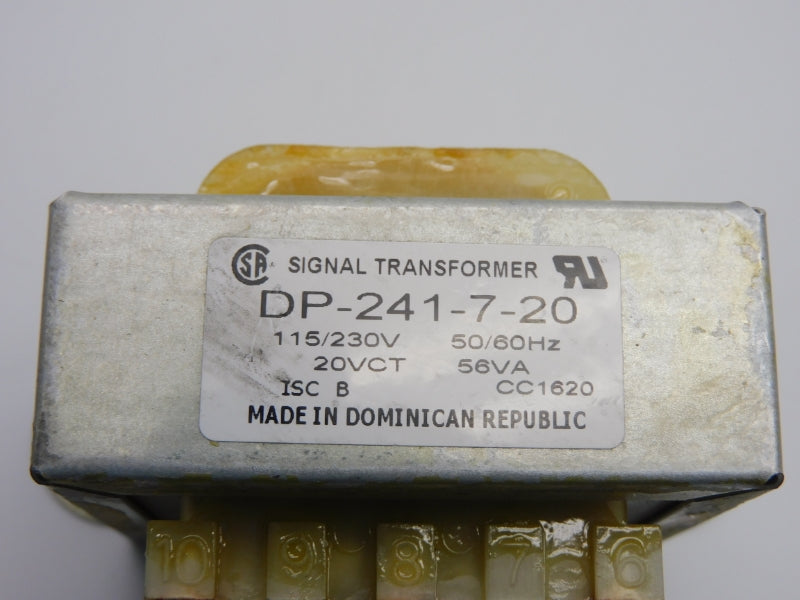 SIGNAL TRANSFORMER
DP-241-7-20
115/230V 50/60Hz
20VCT 56VA
ISC B CC1620
MADE IN DOMINICAN REPUBLIC
10 9 8 7 6